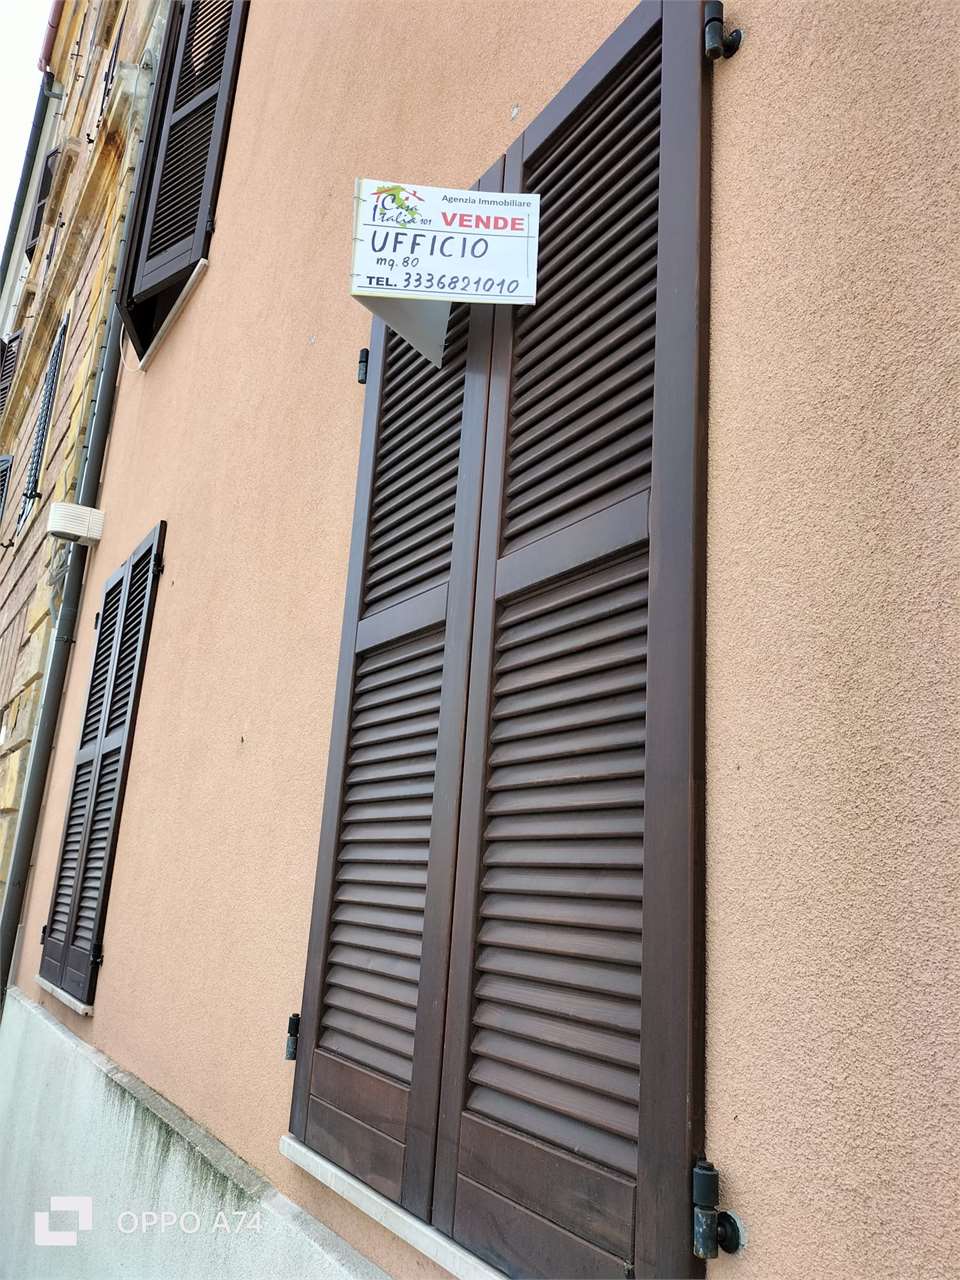 Casa
Italia 101
Agenzia Immobiliare
VENDE
UFFICIO
mq. 80
TEL. 3336821010
OPPO A74